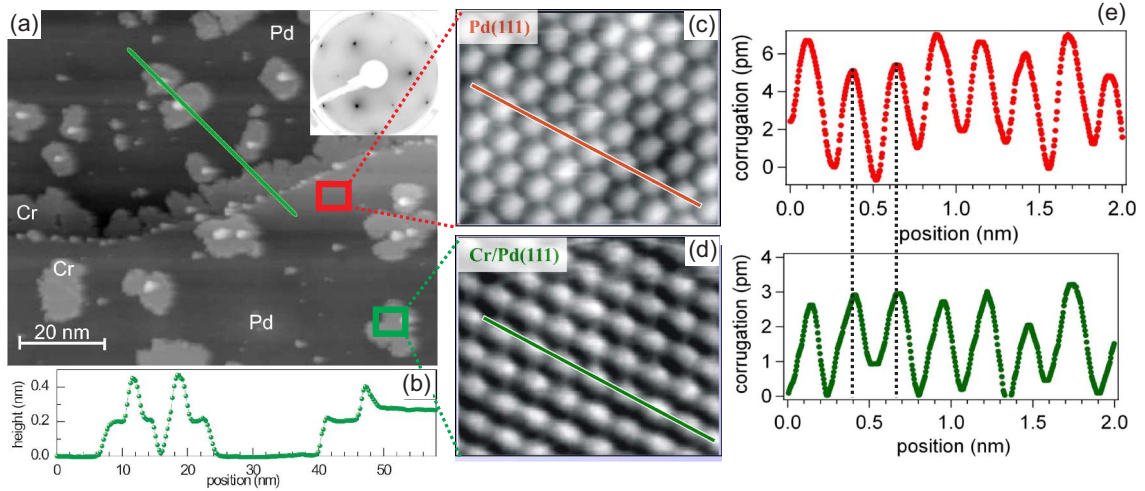 (a)
Pd
Cr
Cr
Pd
20 nm
(b)
height (nm)
0.4
0.2
0.0
0 10 20 30 40 50
position (nm)
Pd(111)
(c)
Cr/Pd(111)
(d)
(e)
corrugation (pm)
6
4
2
0
0.0 0.5 1.0 1.5 2.0
position (nm)
corrugation (pm)
4
3
2
1
0
0.0 0.5 1.0 1.5 2.0
position (nm)